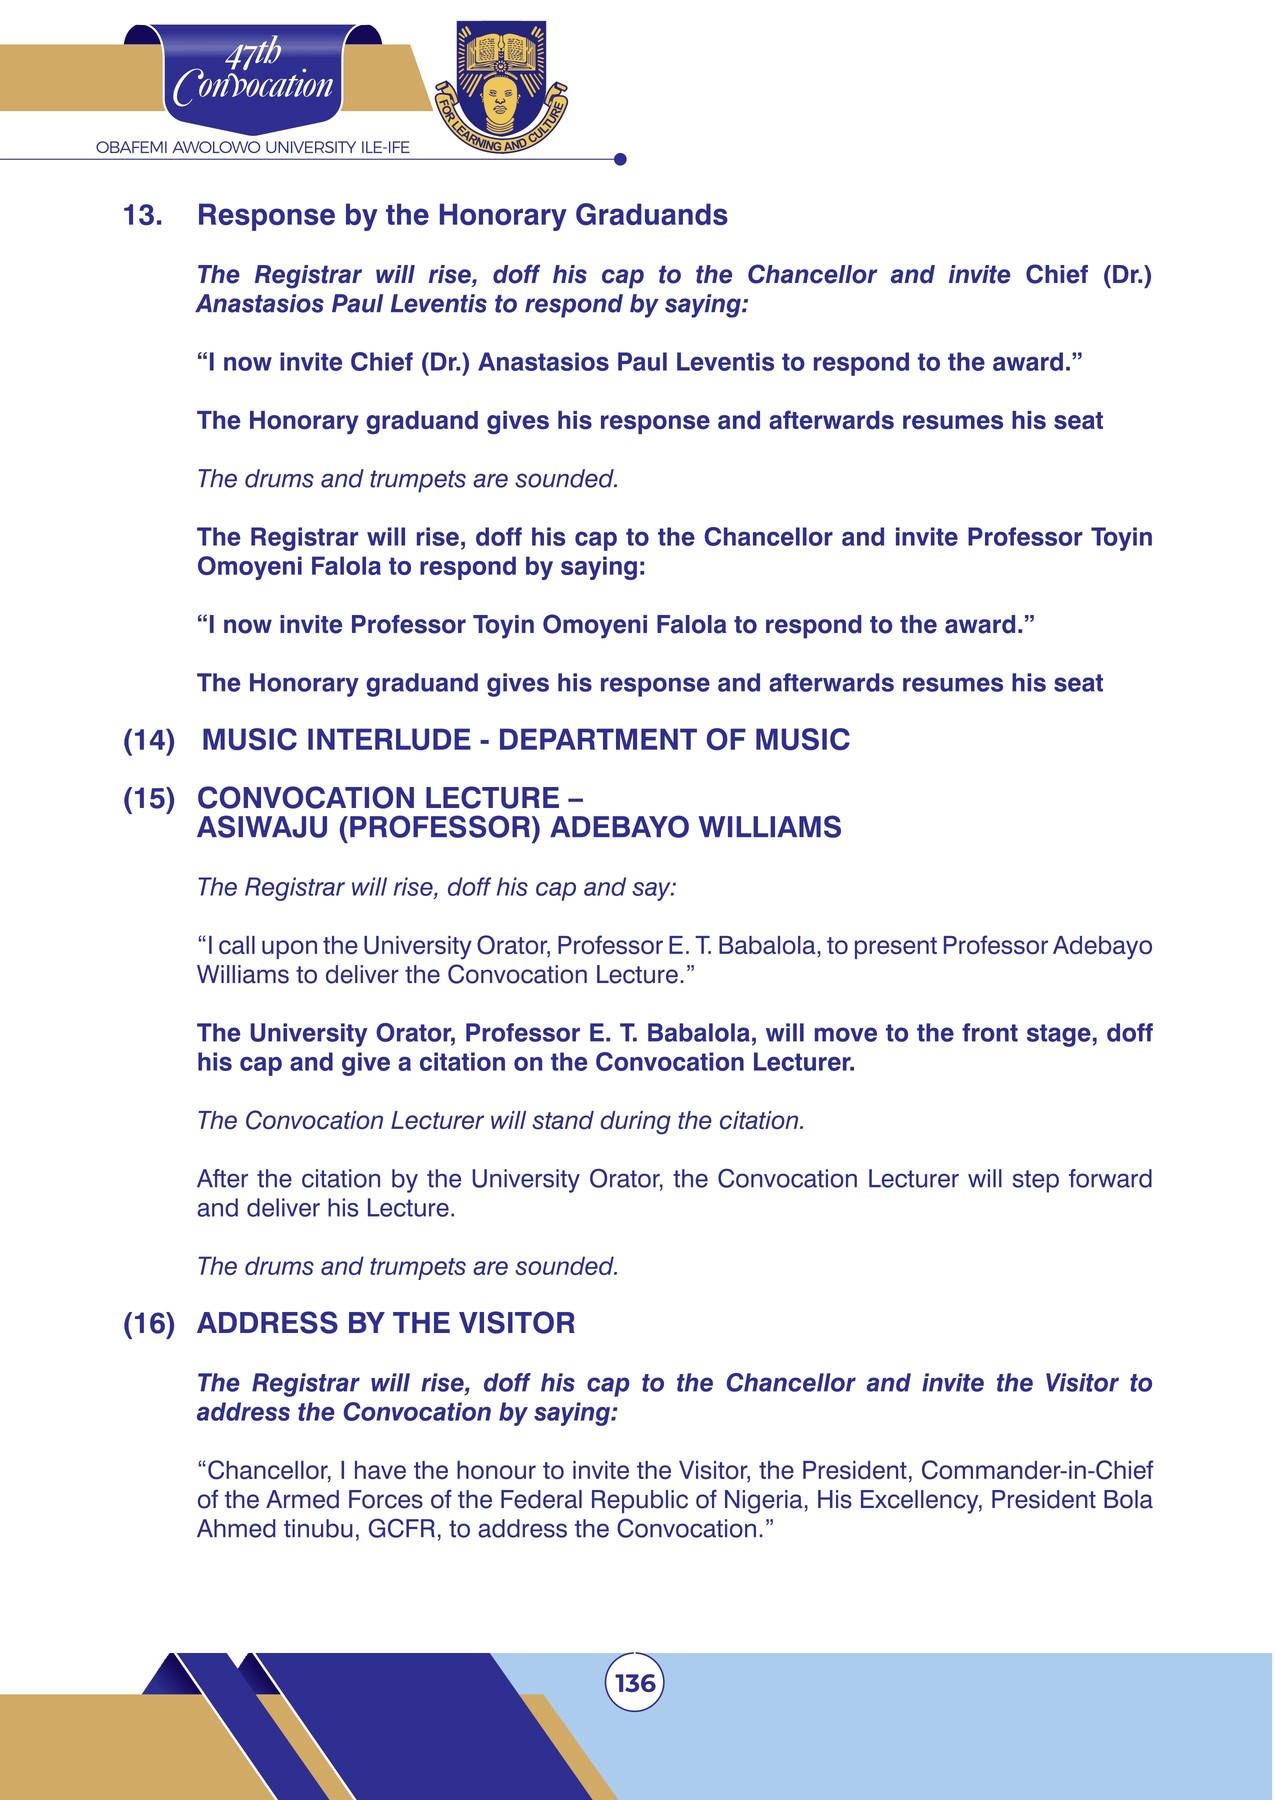 47th
Convocation
FOR LEARNING AND CULTURE
OBAFEMI AWOLOWO UNIVERSITY ILE-IFE
13. Response by the Honorary Graduands
The Registrar will rise, doff his cap to the Chancellor and invite Chief (Dr.)
Anastasios Paul Leventis to respond by saying:
“I now invite Chief (Dr.) Anastasios Paul Leventis to respond to the award.”
The Honorary graduand gives his response and afterwards resumes his seat
The drums and trumpets are sounded.
The Registrar will rise, doff his cap to the Chancellor and invite Professor Toyin
Omoyeni Falola to respond by saying:
“I now invite Professor Toyin Omoyeni Falola to respond to the award.”
The Honorary graduand gives his response and afterwards resumes his seat
(14) MUSIC INTERLUDE - DEPARTMENT OF MUSIC
(15) CONVOCATION LECTURE –
ASIWAJU (PROFESSOR) ADEBAYO WILLIAMS
The Registrar will rise, doff his cap and say:
“I call upon the University Orator, Professor E. T. Babalola, to present Professor Adebayo
Williams to deliver the Convocation Lecture.”
The University Orator, Professor E. T. Babalola, will move to the front stage, doff
his cap and give a citation on the Convocation Lecturer.
The Convocation Lecturer will stand during the citation.
After the citation by the University Orator, the Convocation Lecturer will step forward
and deliver his Lecture.
The drums and trumpets are sounded.
(16) ADDRESS BY THE VISITOR
The Registrar will rise, doff his cap to the Chancellor and invite the Visitor to
address the Convocation by saying:
“Chancellor, I have the honour to invite the Visitor, the President, Commander-in-Chief
of the Armed Forces of the Federal Republic of Nigeria, His Excellency, President Bola
Ahmed tinubu, GCFR, to address the Convocation.”
136